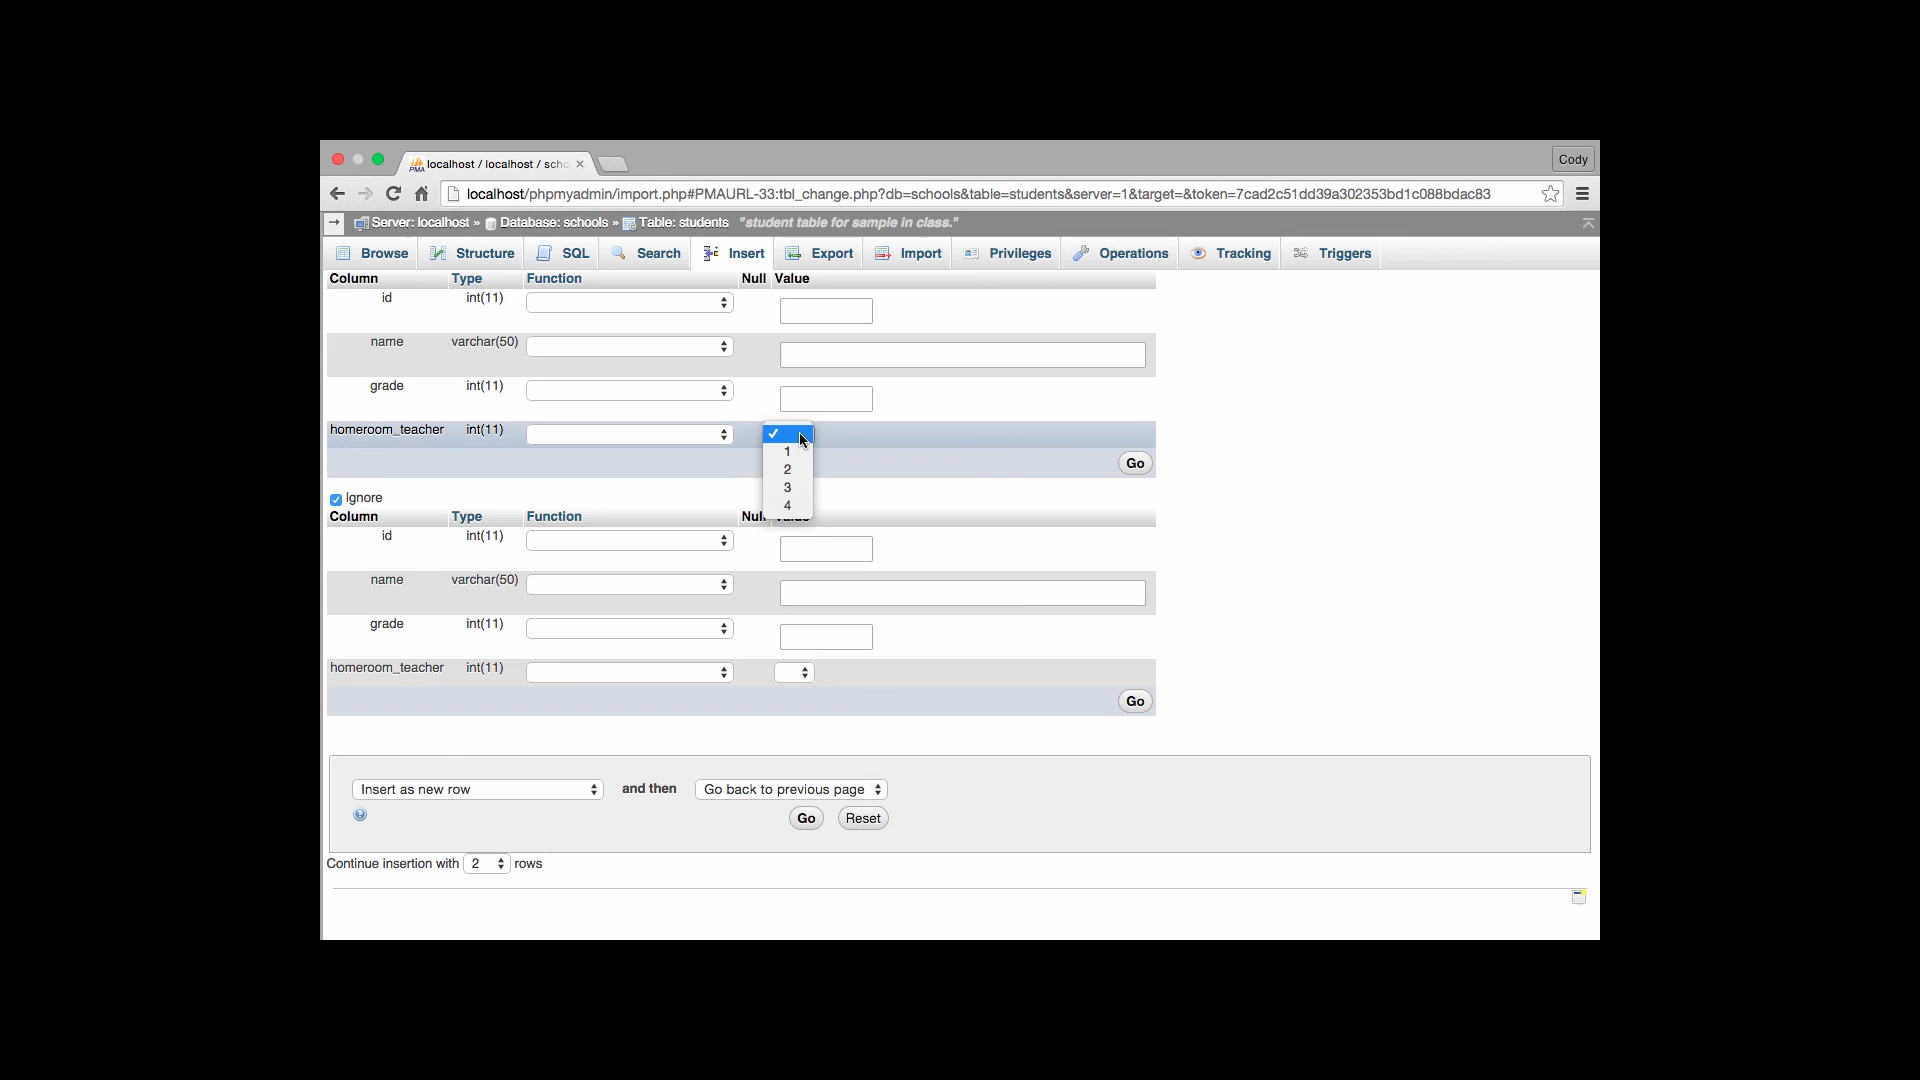 localhost / localhost / scho
Cody
localhost/phpmyadmin/import.php#PMAURL-33:tbl_change.php?db=schools&table=students&server=1&target=&token=7cad2c51dd39a302353bd1c088bdac83
Server: localhost » Database: schools » Table: students "student table for sample in class."
Browse Structure SQL Search Insert Export Import Privileges Operations Tracking Triggers
Column Type Function Null Value
id int(11)
name varchar(50)
grade int(11)
homeroom_teacher int(11)
1
Go
2
3
4
Ignore
Column Type Function Null Value
id int(11)
name varchar(50)
grade int(11)
homeroom_teacher int(11)
Go
Insert as new row and then Go back to previous page
Go Reset
Continue insertion with 2 rows